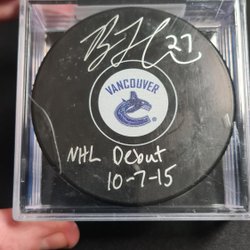 27
VANCOUVER
NHL Debut
10-7-15